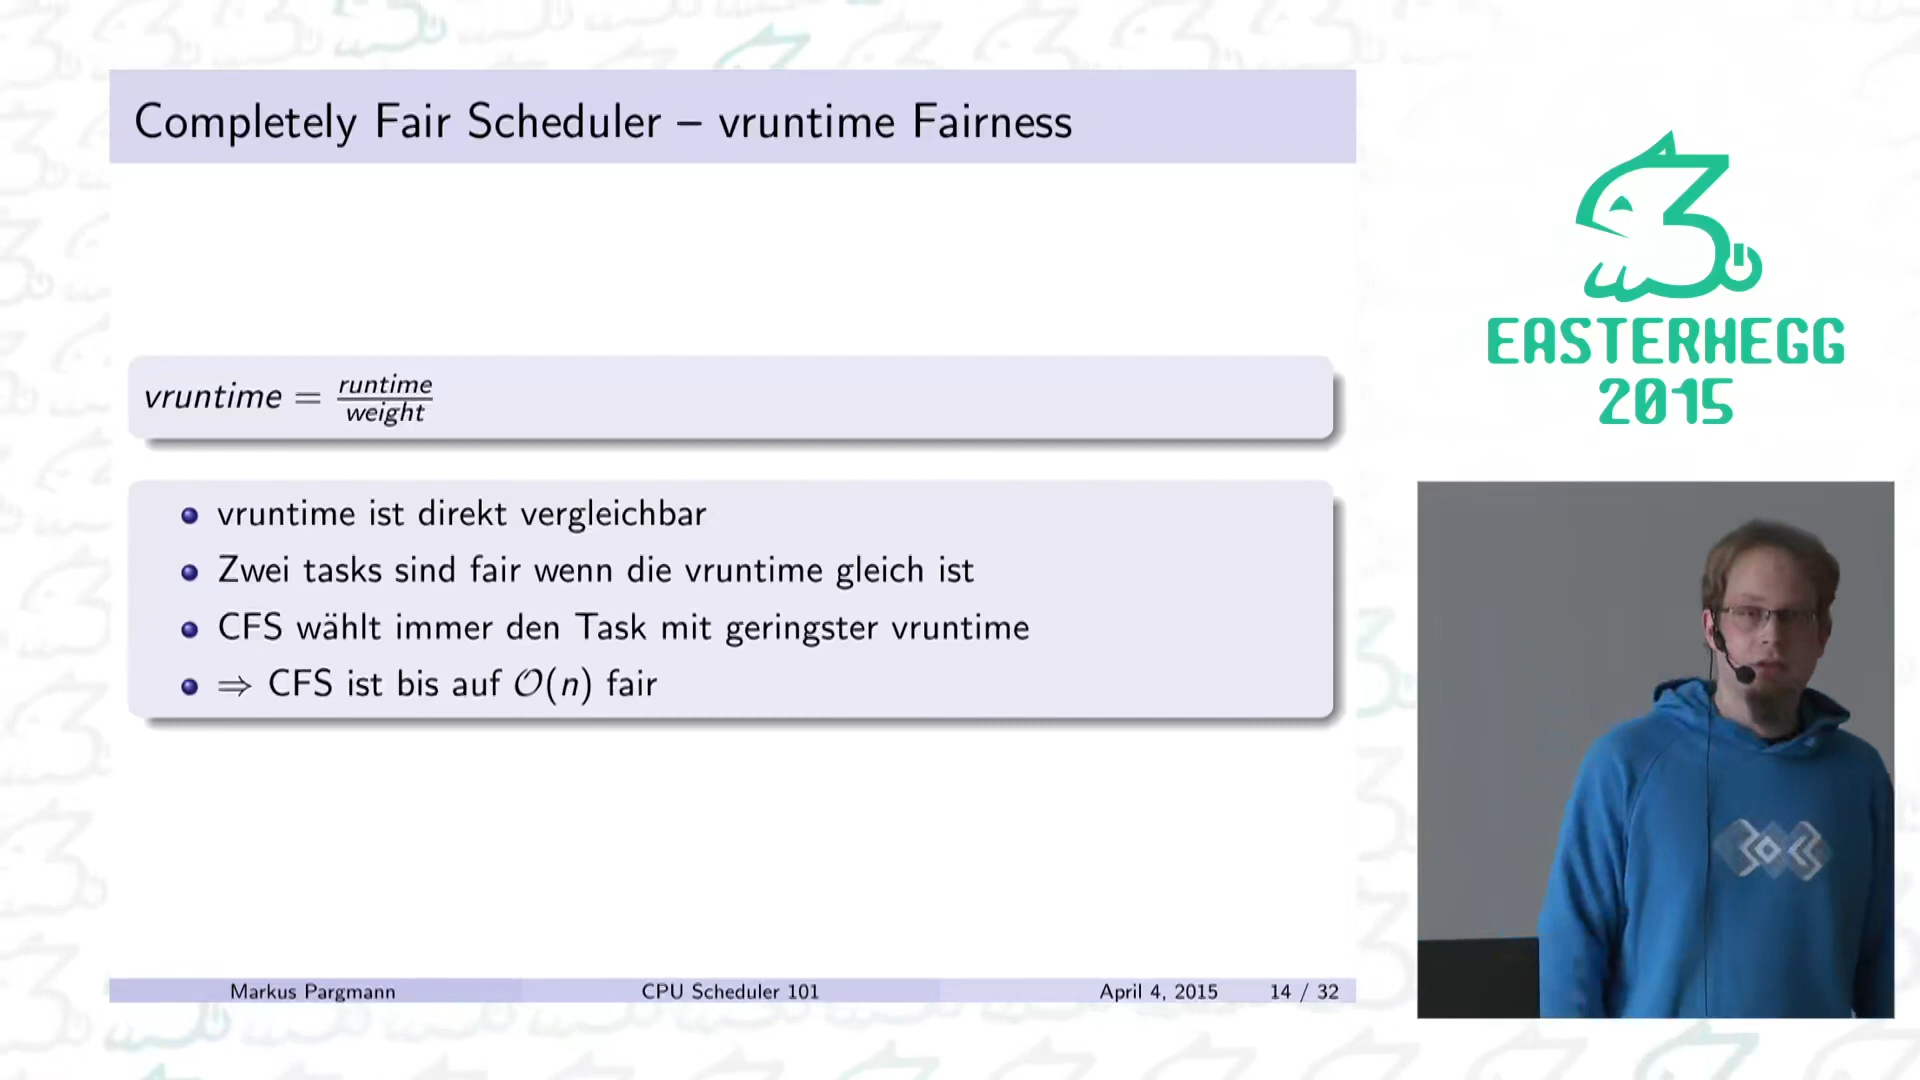 Completely Fair Scheduler – vruntime Fairness
vruntime = runtime/weight
vruntime ist direkt vergleichbar
Zwei tasks sind fair wenn die vruntime gleich ist
CFS wählt immer den Task mit geringster vruntime
⇒ CFS ist bis auf O(n) fair
Markus Pargmann CPU Scheduler 101 April 4, 2015 14 / 32
EASTERHEGG
2015